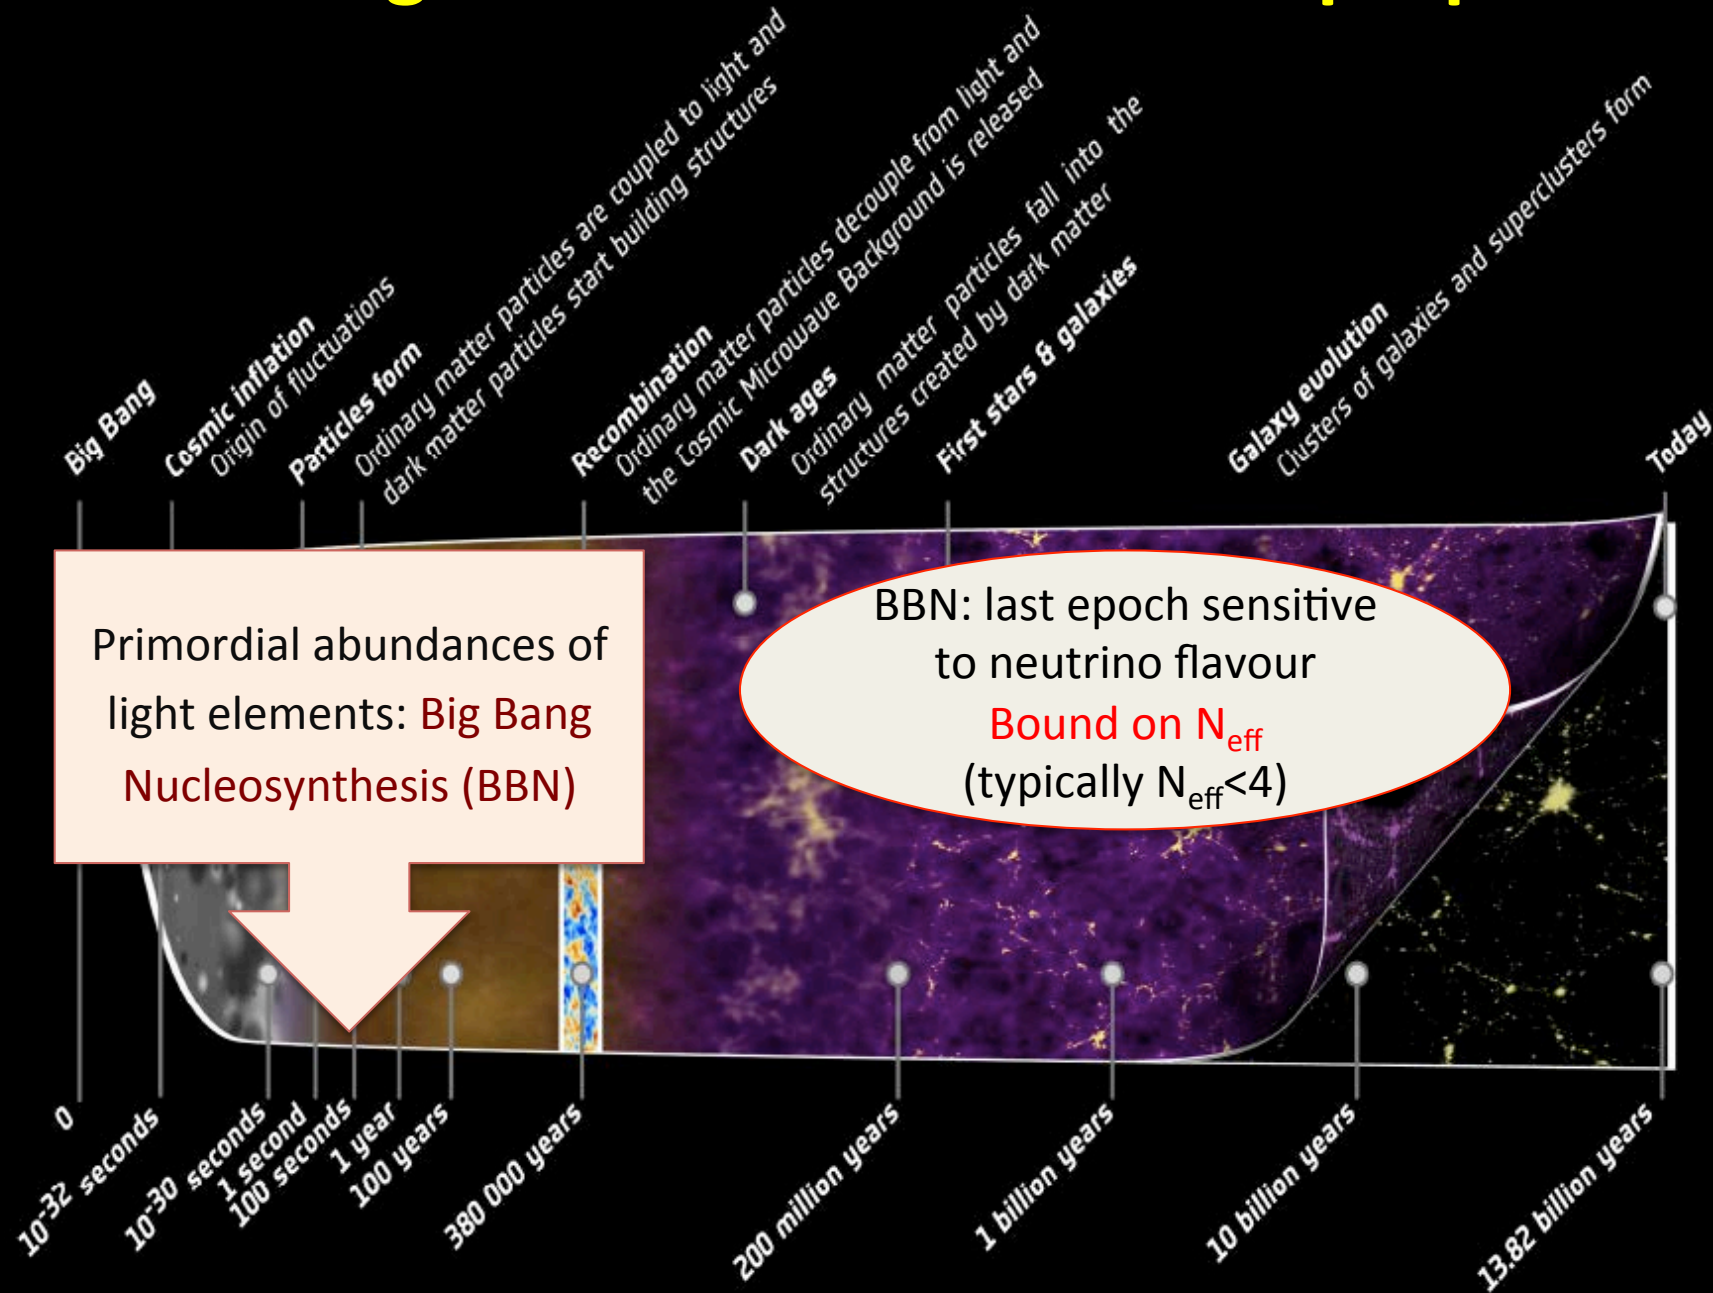 Big Bang
Cosmic inflation
Origin of fluctuations
Particles form
Ordinary matter particles are coupled to light and
dark matter particles start building structures
Recombination
Ordinary matter particles decouple from light and
the Cosmic Microwave Background is released
Dark ages
Ordinary matter particles fall into the
structures created by dark matter
First stars & galaxies
Galaxy evolution
Clusters of galaxies and superclusters form
Today
Primordial abundances of
light elements: Big Bang
Nucleosynthesis (BBN)
BBN: last epoch sensitive
to neutrino flavour
Bound on Neff
(typically Neff<4)
0
10-32 seconds
10-30 seconds
1 second
100 seconds
1 year
100 years
380 000 years
200 million years
1 billion years
10 billion years
13.82 billion years